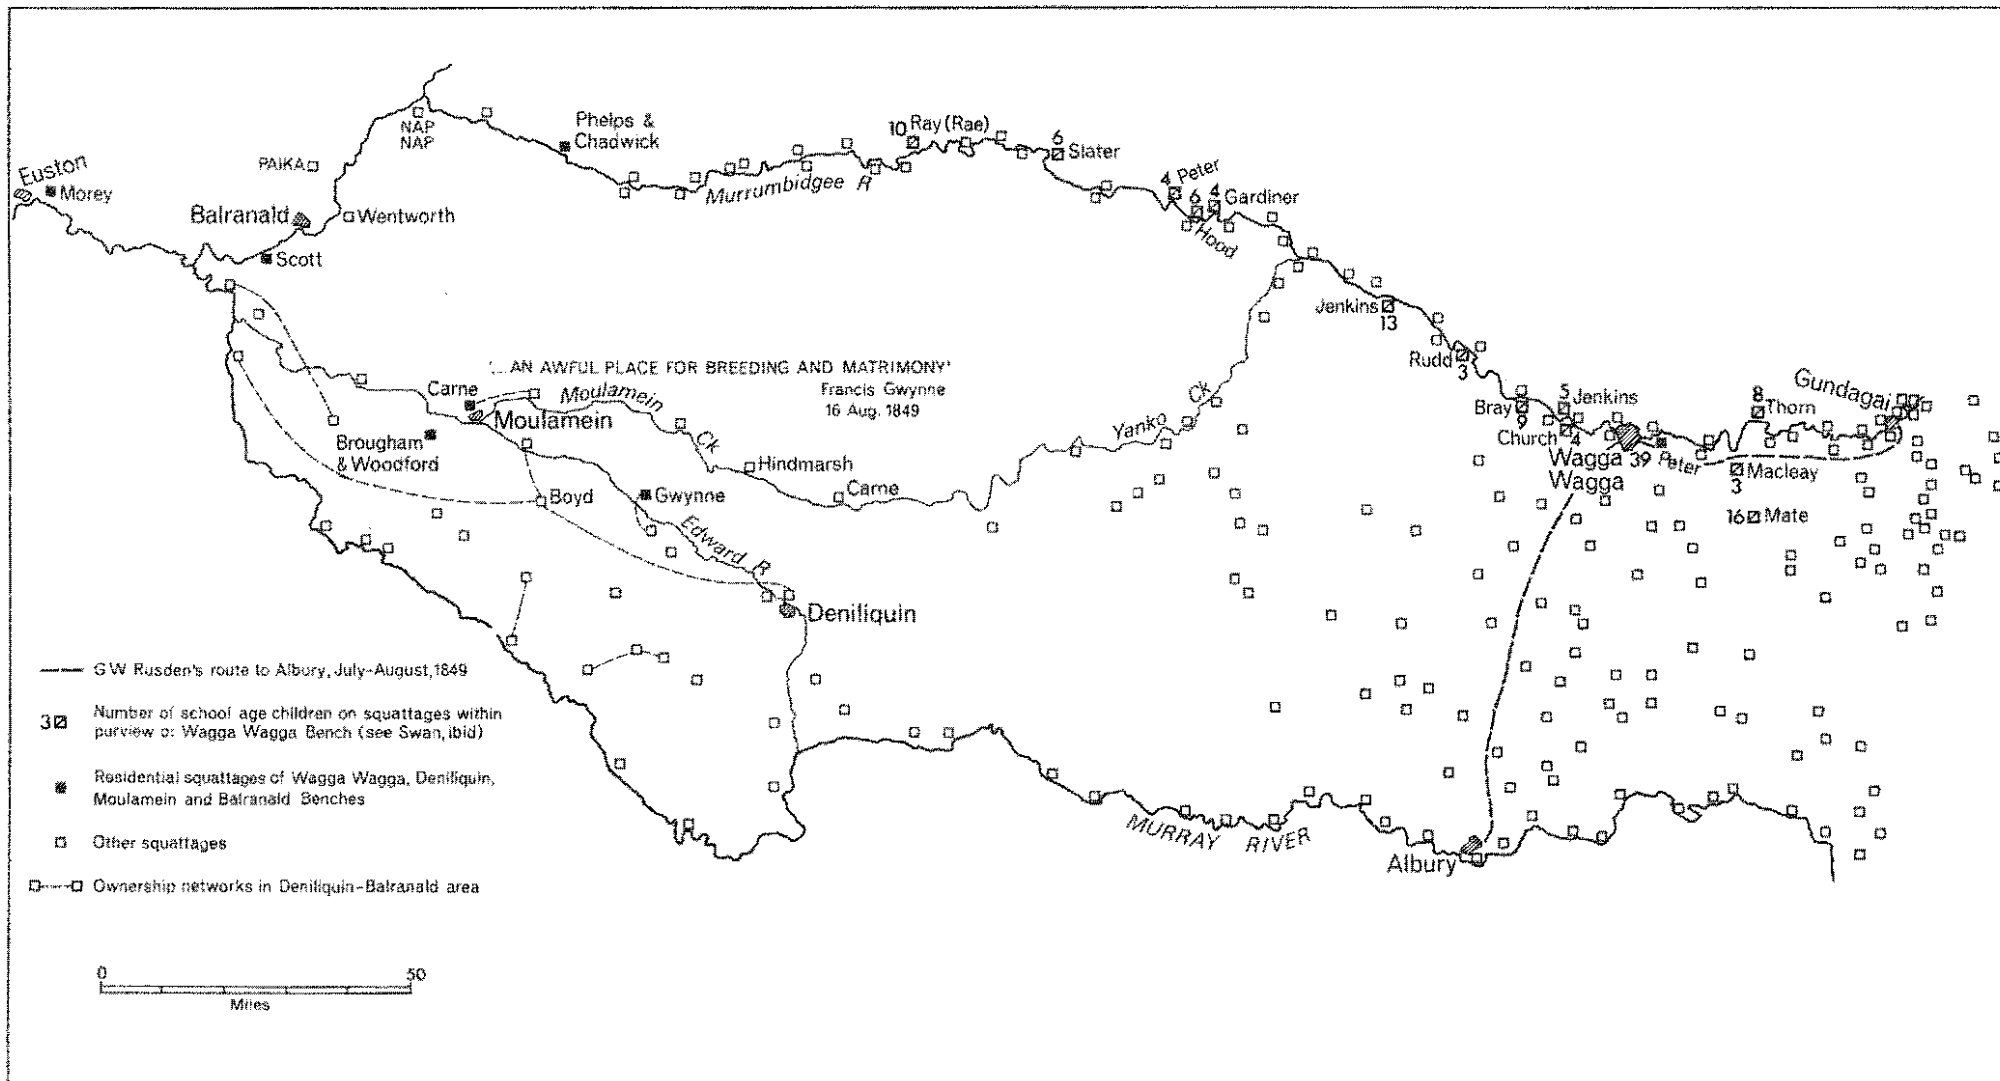 Euston
Morey
PAIKA
NAP
NAP
Balranald
Wentworth
Scott
Phelps &
Chadwick
Murrumbidgee R
10 Ray (Rae)
6
Slater
4 Peter
6
Hood
4
Gardiner
Jenkins
13
Rudd
3
Bray
9
5
Jenkins
Church 4
Wagga
Wagga
39
Peter
8
Thorn
Gundagai
Macleay
3
16 Mate
'... AN AWFUL PLACE FOR BREEDING AND MATRIMONY'
Francis Gwynne
16 Aug. 1849
Carne
Moulamein
Moulamein Ck
Brougham
& Woodford
Hindmarsh
Carne
Yanko Ck
Boyd
Gwynne
Edward R
Deniliquin
MURRAY RIVER
Albury
G W Rusden's route to Albury, July-August, 1849
3 Number of school age children on squattages within
purview of Wagga Wagga Bench (see Swan, ibid)
Residential squattages of Wagga Wagga, Deniliquin,
Moulamein and Balranald Benches
Other squattages
Ownership networks in Deniliquin-Balranald area
0 50
Miles